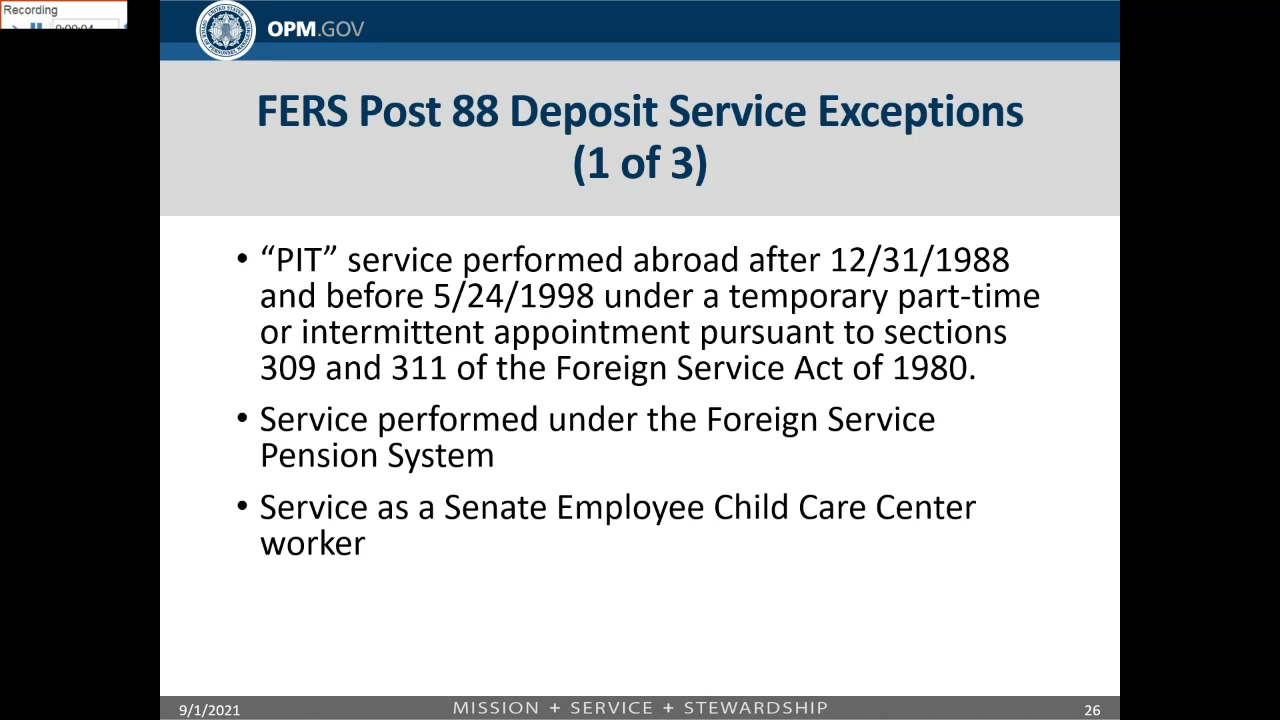 Recording
0:00:04
OPM.GOV
FERS Post 88 Deposit Service Exceptions
(1 of 3)
• “PIT” service performed abroad after 12/31/1988
and before 5/24/1998 under a temporary part-time
or intermittent appointment pursuant to sections
309 and 311 of the Foreign Service Act of 1980.
• Service performed under the Foreign Service
Pension System
• Service as a Senate Employee Child Care Center
worker
9/1/2021
MISSION + SERVICE + STEWARDSHIP
26